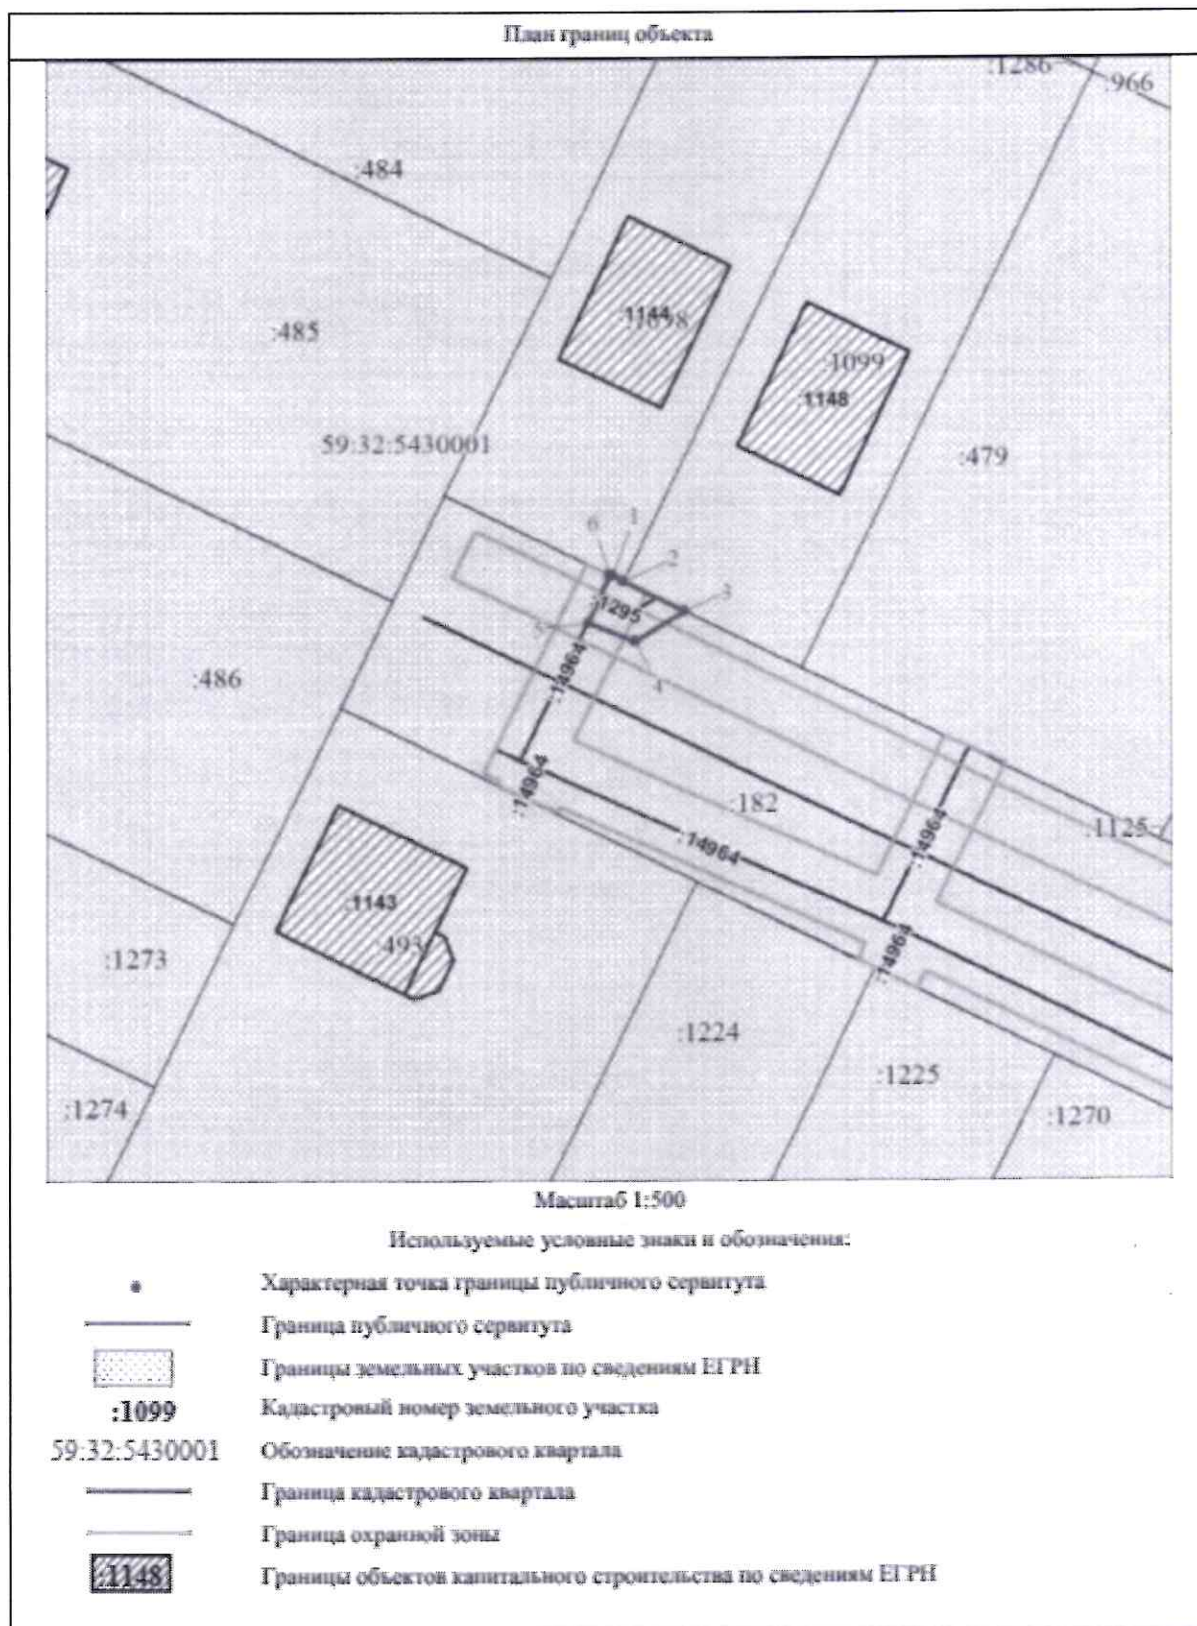 План границ объекта
:1286
:966
:484
:1144
:1098
:485
:1099
:1148
59:32:5430001
:479
6
1
2
:1295
3
5
4
:14964
:486
:14964
:182
:14964
:14964
:1125
:1143
:493
:14964
:1273
:1224
:1225
:1274
:1270
Масштаб 1:500
Используемые условные знаки и обозначения:
Характерная точка границы публичного сервитута
Граница публичного сервитута
Границы земельных участков по сведениям ЕГРН
:1099 Кадастровый номер земельного участка
59:32:5430001 Обозначение кадастрового квартала
Граница кадастрового квартала
Граница охранной зоны
:1148 Границы объектов капитального строительства по сведениям ЕГРН